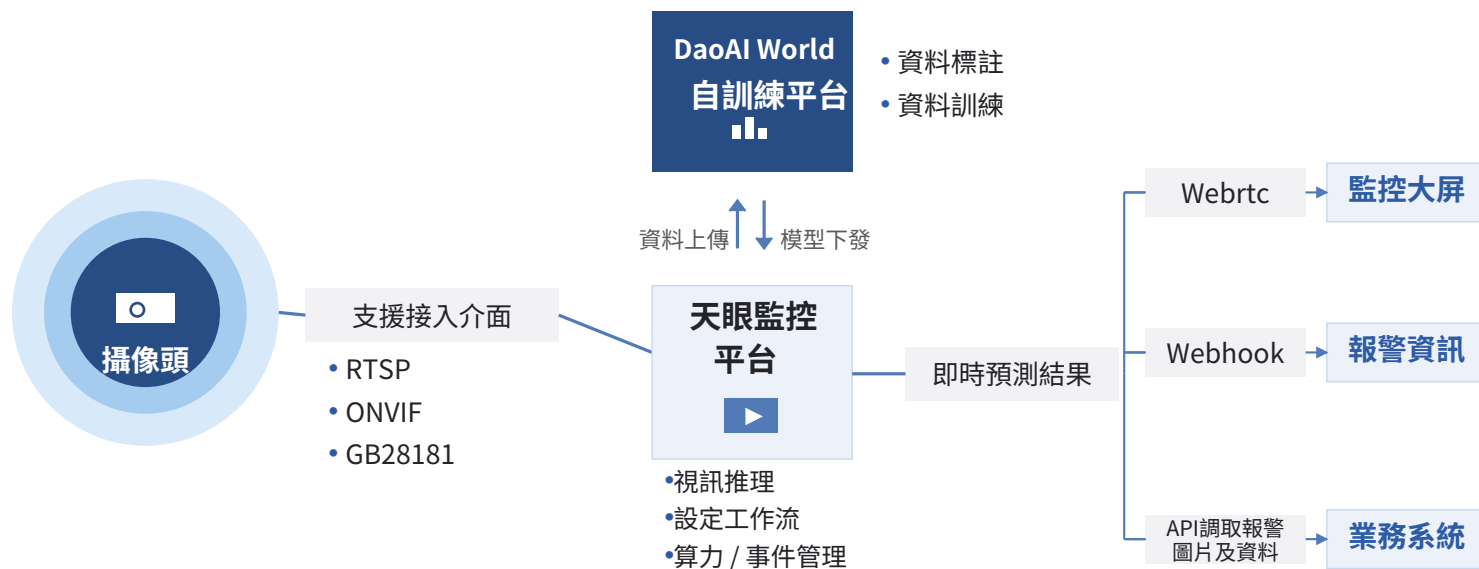 DaoAI World
自訓練平台
• 資料標註
• 資料訓練
資料上傳
模型下發
攝像頭
支援接入介面
• RTSP
• ONVIF
• GB28181
天眼監控
平台
•視訊推理
•設定工作流
•算力 / 事件管理
即時預測結果
Webrtc
監控大屏
Webhook
報警資訊
API調取報警
圖片及資料
業務系統